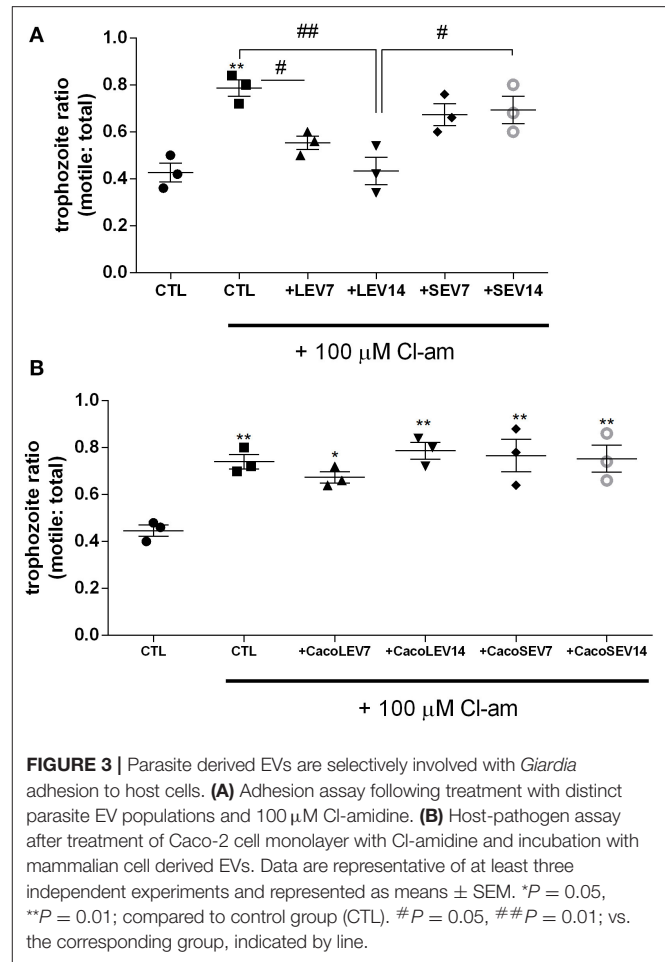 A
trophozoite ratio
(motile: total)
1.0
0.8
0.6
0.4
0.2
0.0
**
#
##
#
CTL CTL +LEV7 +LEV14 +SEV7 +SEV14
+ 100 μM Cl-am
B
trophozoite ratio
(motile: total)
1.0
0.8
0.6
0.4
0.2
0.0
** * ** ** **
CTL CTL +CacoLEV7 +CacoLEV14 +CacoSEV7 +CacoSEV14
+ 100 μM Cl-am
FIGURE 3 | Parasite derived EVs are selectively involved with Giardia
adhesion to host cells. (A) Adhesion assay following treatment with distinct
parasite EV populations and 100 μM Cl-amidine. (B) Host-pathogen assay
after treatment of Caco-2 cell monolayer with Cl-amidine and incubation with
mammalian cell derived EVs. Data are representative of at least three
independent experiments and represented as means ± SEM. *P = 0.05,
**P = 0.01; compared to control group (CTL). #P = 0.05, ##P = 0.01; vs.
the corresponding group, indicated by line.